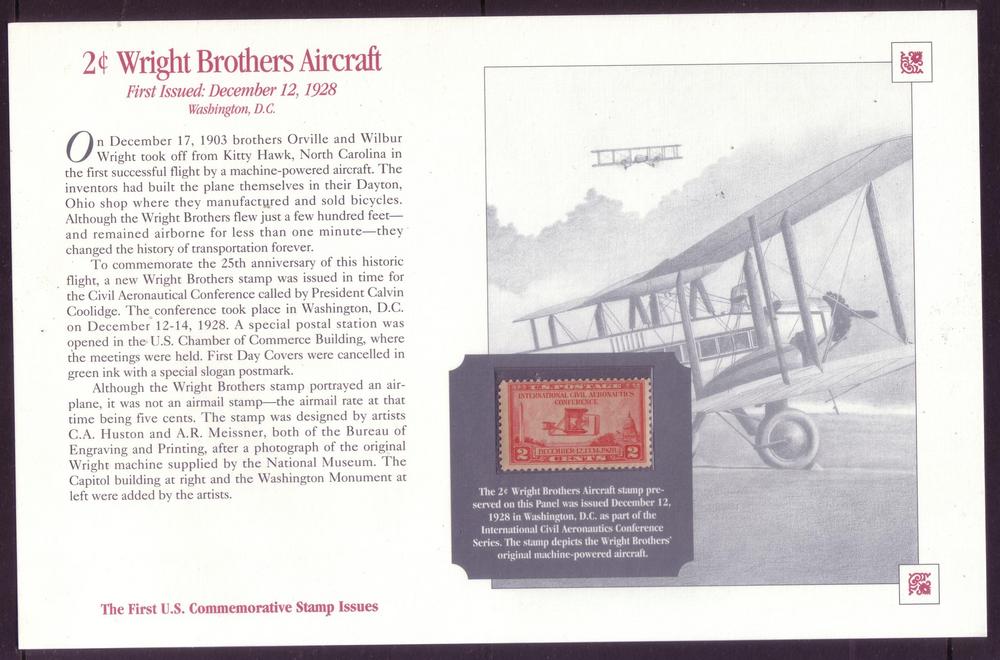 2¢ Wright Brothers Aircraft
First Issued: December 12, 1928
Washington, D.C.
On December 17, 1903 brothers Orville and Wilbur
Wright took off from Kitty Hawk, North Carolina in
the first successful flight by a machine-powered aircraft. The
inventors had built the plane themselves in their Dayton,
Ohio shop where they manufactured and sold bicycles.
Although the Wright Brothers flew just a few hundred feet—
and remained airborne for less than one minute—they
changed the history of transportation forever.
To commemorate the 25th anniversary of this historic
flight, a new Wright Brothers stamp was issued in time for
the Civil Aeronautical Conference called by President Calvin
Coolidge. The conference took place in Washington, D.C.
on December 12-14, 1928. A special postal station was
opened in the U.S. Chamber of Commerce Building, where
the meetings were held. First Day Covers were cancelled in
green ink with a special slogan postmark.
Although the Wright Brothers stamp portrayed an air-
plane, it was not an airmail stamp—the airmail rate at that
time being five cents. The stamp was designed by artists
C.A. Huston and A.R. Meissner, both of the Bureau of
Engraving and Printing, after a photograph of the original
Wright machine supplied by the National Museum. The
Capitol building at right and the Washington Monument at
left were added by the artists.
The First U.S. Commemorative Stamp Issues
U.S. POSTAGE
INTERNATIONAL CIVIL AERONAUTICS
CONFERENCE
DECEMBER·12,13,14·1928
2 CENTS 2
The 2¢ Wright Brothers Aircraft stamp pre-
served on this Panel was issued December 12,
1928 in Washington, D.C. as part of the
International Civil Aeronautics Conference
Series. The stamp depicts the Wright Brothers'
original machine-powered aircraft.